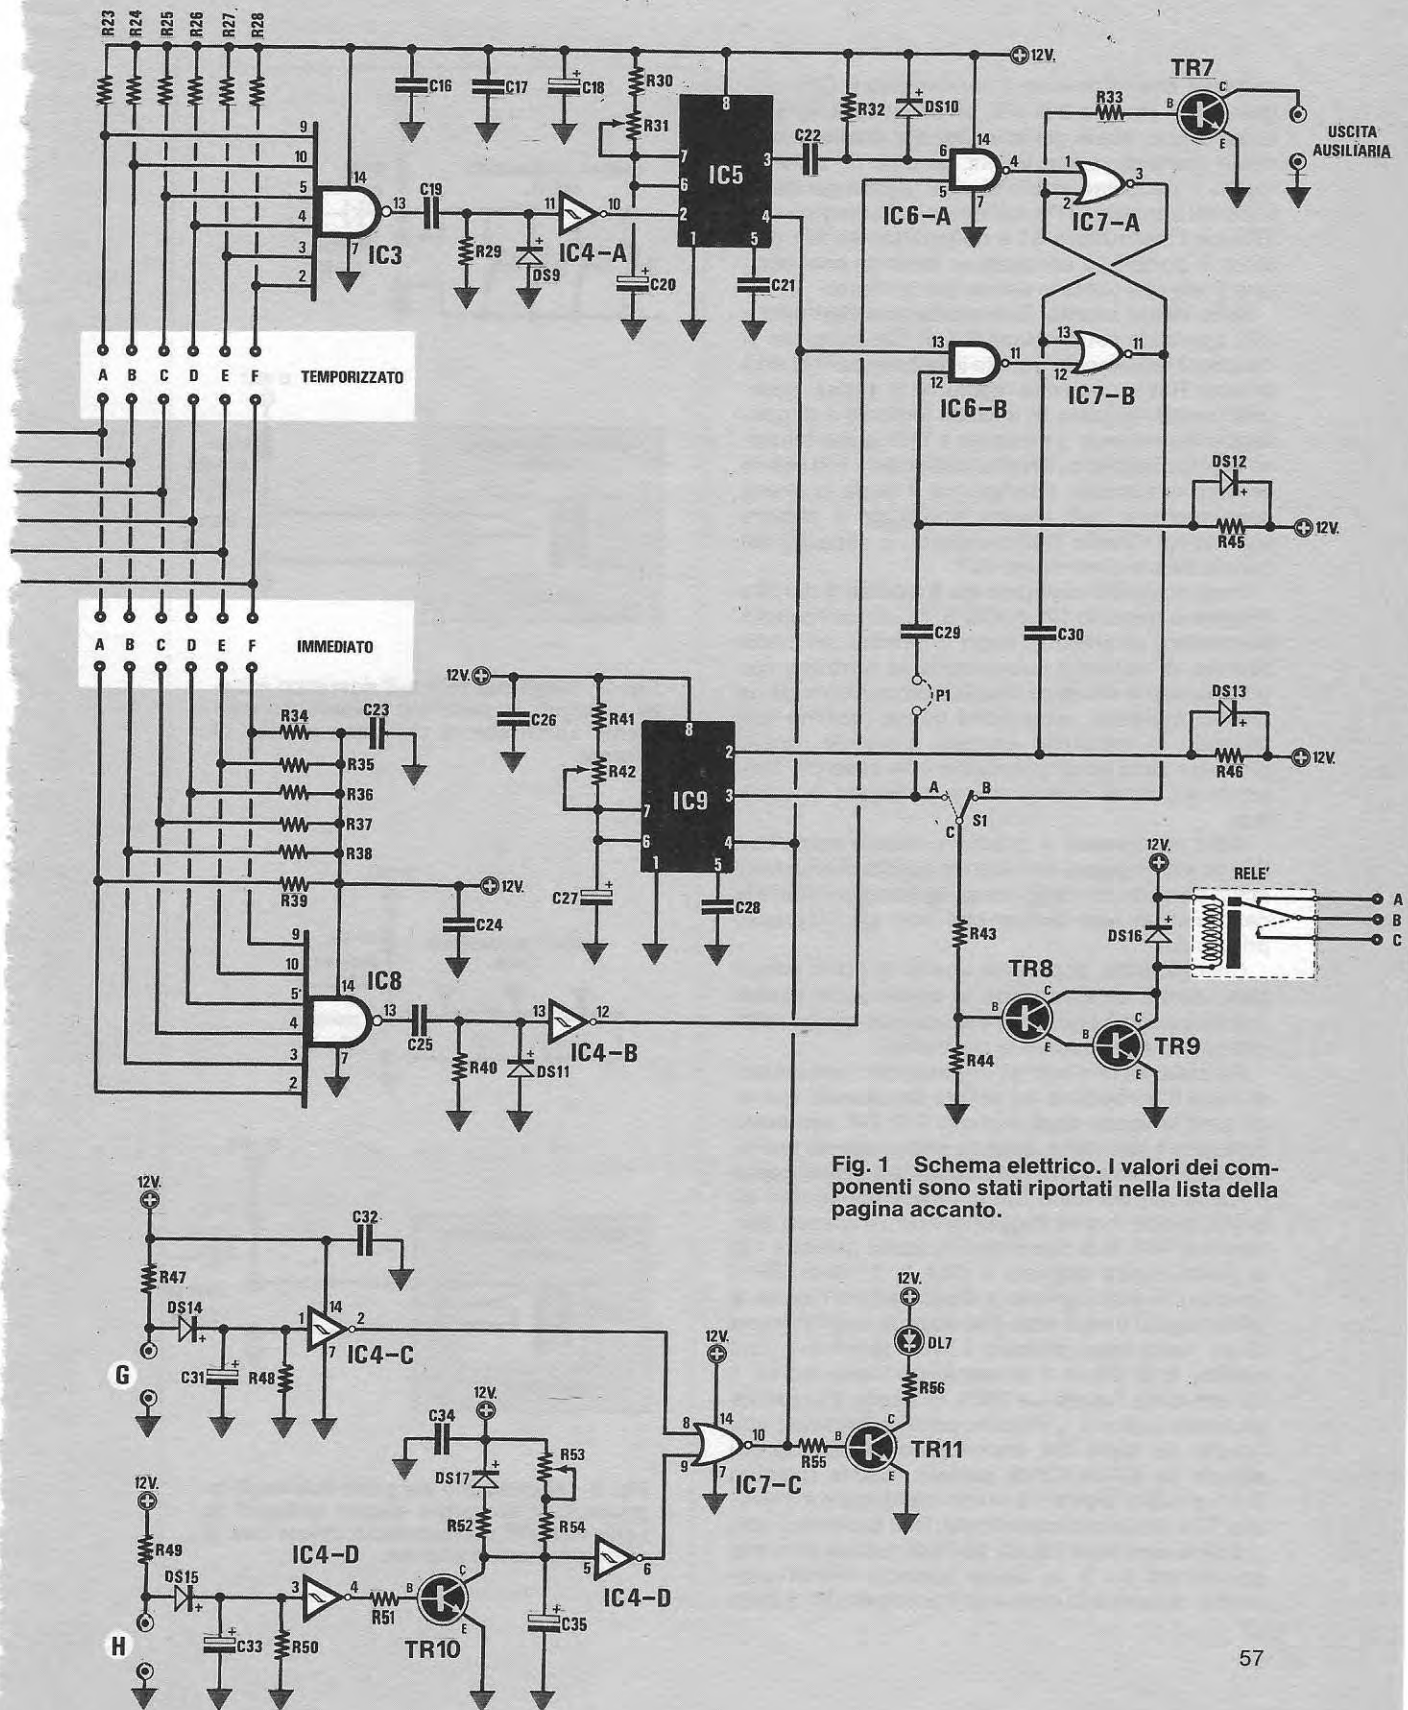 R23 R24 R25 R26 R27 R28
12V.
TR7
C
B
E
R33
USCITA
AUSILIARIA
C16
C17
C18
R30
R31
R32
DS10
C22
IC5
8
7
6
2
3
4
1
5
9
10
5
4
3
2
14
13
7
IC3
C19
R29
DS9
11
10
IC4-A
C20
C21
6
5
14
4
7
IC6-A
1
2
3
IC7-A
13
12
11
IC6-B
13
12
11
IC7-B
A B C D E F
TEMPORIZZATO
DS12
R45
12V.
C29
P1
C30
A B C D E F
IMMEDIATO
R34
R35
R36
R37
R38
R39
C23
12V.
C24
12V.
C26
R41
R42
C27
IC9
8
7
6
1
5
2
3
4
C28
DS13
R46
12V.
A
B
C
S1
R43
R44
12V.
DS16
RELE'
A
B
C
TR8
B
C
E
TR9
B
C
E
9
10
5
4
3
2
14
13
7
IC8
C25
R40
DS11
13
12
IC4-B
Fig. 1 Schema elettrico. I valori dei com-
ponenti sono stati riportati nella lista della
pagina accanto.
12V.
R47
C32
DS14
G
C31
R48
1
14
2
7
IC4-C
12V.
R49
DS15
H
C33
R50
3
4
IC4-D
R51
B
C
E
TR10
12V.
C34
DS17
R52
R53
R54
C35
5
6
IC4-D
12V.
8
9
14
10
7
IC7-C
R55
12V.
DL7
R56
B
C
E
TR11
57